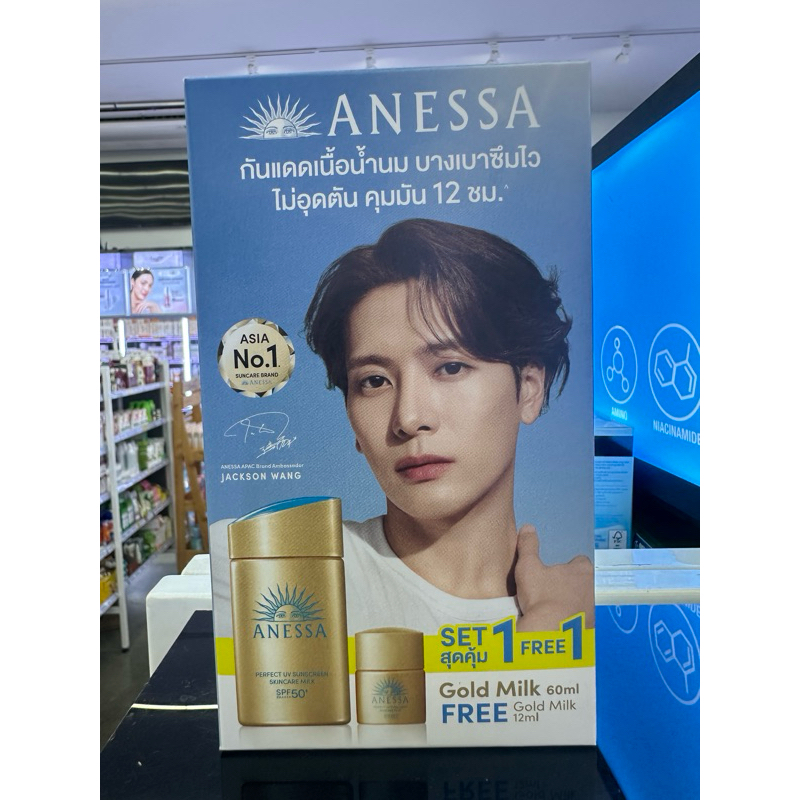 ANESSA
กันแดดเนื้อน้ำนม บางเบาซึมไว
ไม่อุดตัน คุมมัน 12 ชม.^
ASIA
No.1
SUNCARE BRAND
ANESSA
ANESSA APAC Brand Ambassador
JACKSON WANG
ANESSA
PERFECT UV SUNSCREEN
SKINCARE MILK
SPF50+
ANESSA
SET
สุดคุ้ม
1 FREE 1
Gold Milk 60ml
FREE Gold Milk
12ml
AMINO
NIACINAMIDE
FSC